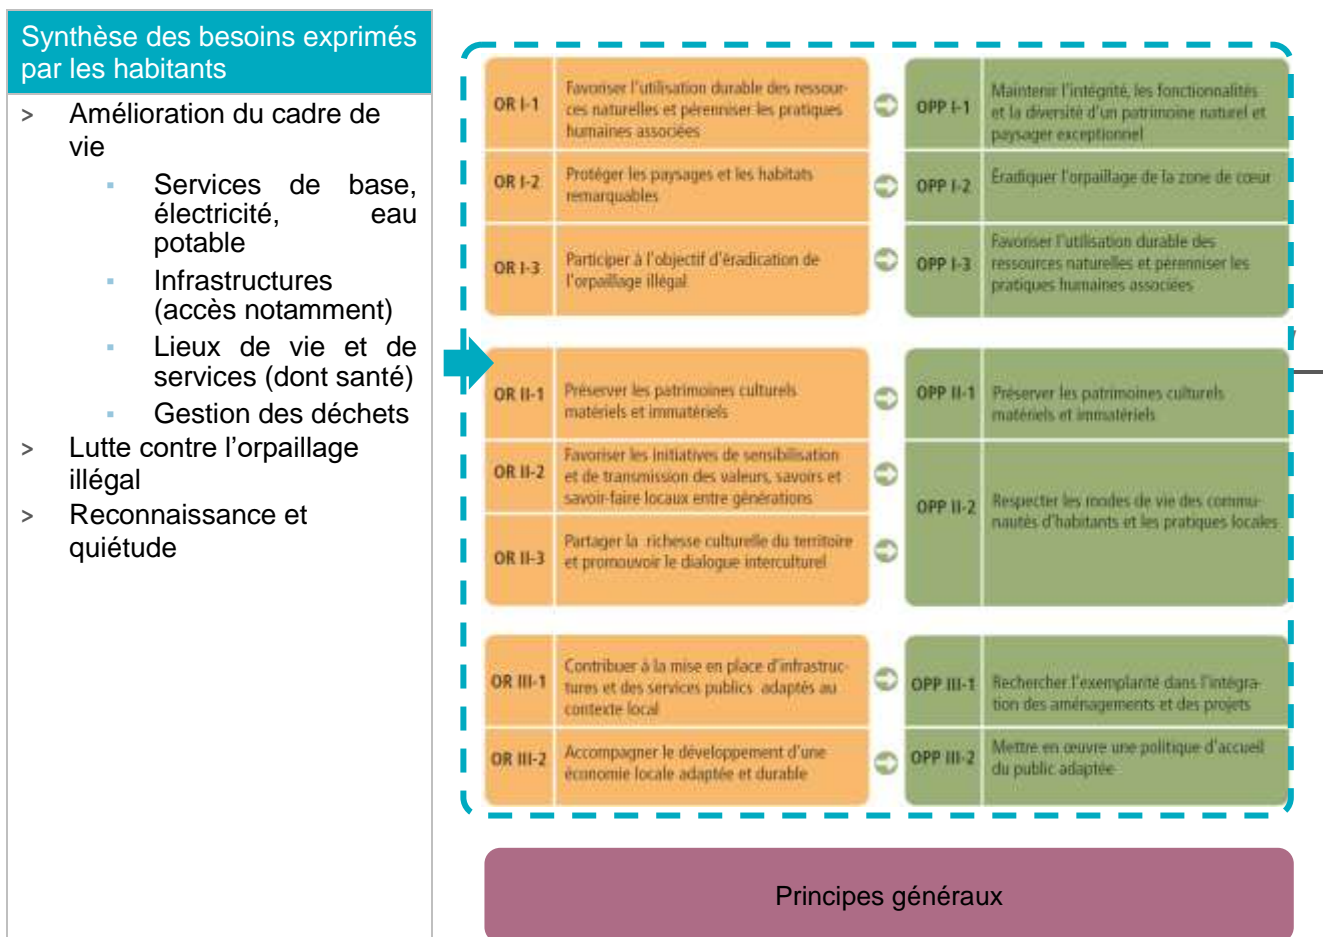 Synthèse des besoins exprimés
par les habitants
> Amélioration du cadre de
vie
▪ Services de base,
électricité, eau
potable
▪ Infrastructures
(accès notamment)
▪ Lieux de vie et de
services (dont santé)
▪ Gestion des déchets
> Lutte contre l'orpaillage
illégal
> Reconnaissance et
quiétude
OR I-1
Favoriser l'utilisation durable des ressour-
ces naturelles et pérenniser les pratiques
humaines associées
OPP I-1
Maintenir l'intégrité, les fonctionnalités
et la diversité d'un patrimoine naturel et
paysager exceptionnel
OR I-2
Protéger les paysages et les habitats
remarquables
OPP I-2
Éradiquer l'orpaillage de la zone de cœur
OR I-3
Participer à l'objectif d'éradication de
l'orpaillage illégal
OPP I-3
Favoriser l'utilisation durable des
ressources naturelles et pérenniser les
pratiques humaines associées
OR II-1
Préserver les patrimoines culturels
matériels et immatériels
OPP II-1
Préserver les patrimoines culturels
matériels et immatériels
OR II-2
Favoriser les initiatives de sensibilisation
et de transmission des valeurs, savoirs et
savoir-faire locaux entre générations
OPP II-2
Respecter les modes de vie des commu-
nautés d'habitants et les pratiques locales
OR II-3
Partager la richesse culturelle du territoire
et promouvoir le dialogue interculturel
OR III-1
Contribuer à la mise en place d'infrastruc-
tures et des services publics adaptés au
contexte local
OPP III-1
Rechercher l'exemplarité dans l'intégra-
tion des aménagements et des projets
OR III-2
Accompagner le développement d'une
économie locale adaptée et durable
OPP III-2
Mettre en œuvre une politique d'accueil
du public adaptée
Principes généraux